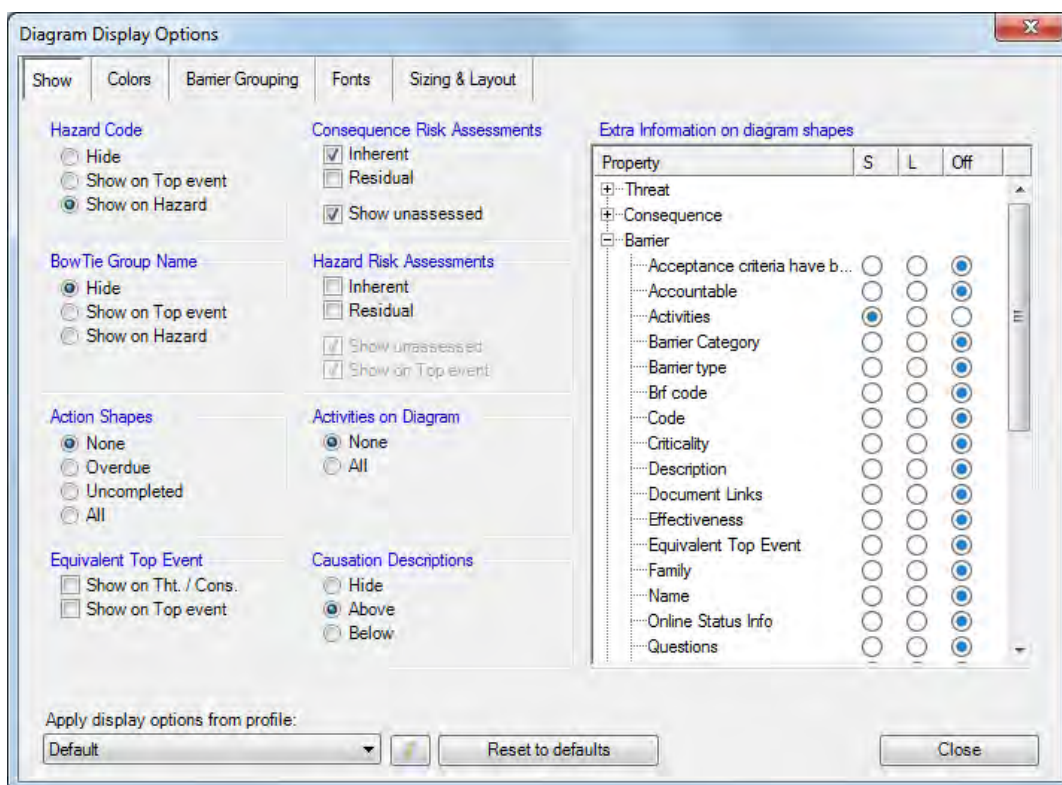 Diagram Display Options
Show Colors Barrier Grouping Fonts Sizing & Layout
Hazard Code
Hide
Show on Top event
Show on Hazard
BowTie Group Name
Hide
Show on Top event
Show on Hazard
Action Shapes
None
Overdue
Uncompleted
All
Equivalent Top Event
Show on Tht. / Cons.
Show on Top event
Consequence Risk Assessments
Inherent
Residual
Show unassessed
Hazard Risk Assessments
Inherent
Residual
Show unassessed
Show on Top event
Activities on Diagram
None
All
Causation Descriptions
Hide
Above
Below
Extra Information on diagram shapes
Property S L Off
Threat
Consequence
Barrier
Acceptance criteria have b...
Accountable
Activities
Barrier Category
Barrier type
Brf code
Code
Criticality
Description
Document Links
Effectiveness
Equivalent Top Event
Family
Name
Online Status Info
Questions
Apply display options from profile:
Default Reset to defaults Close